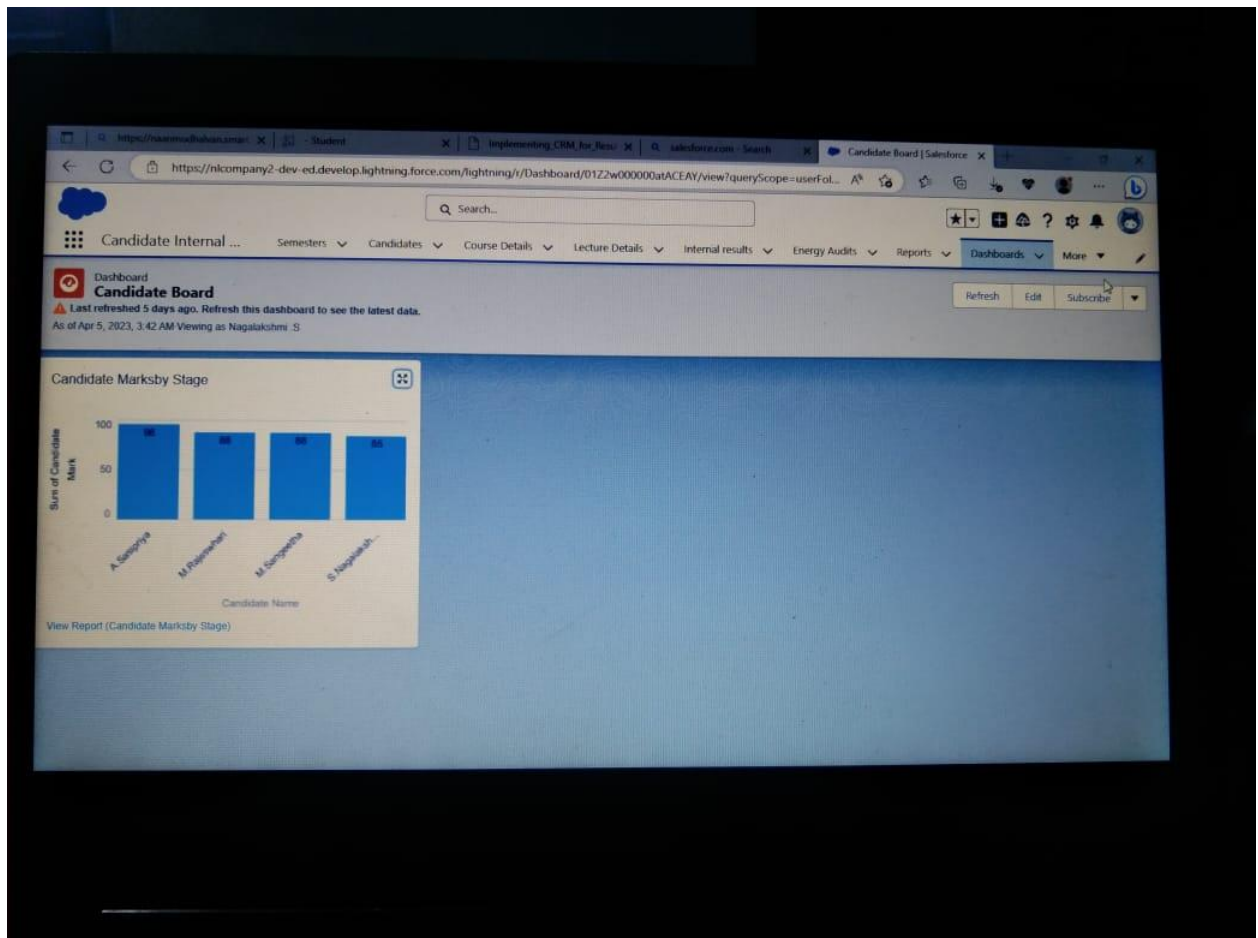 - Student
salesforce.com - Search
Candidate Board | Salesforce
https://nlcompany2-dev-ed.develop.lightning.force.com/lightning/r/Dashboard/01Z2w000000atACEAY/view?queryScope=userFol...
Search...
Candidate Internal ...
Semesters
Candidates
Course Details
Lecture Details
Internal results
Energy Audits
Reports
Dashboards
More
Dashboard
Candidate Board
Last refreshed 5 days ago. Refresh this dashboard to see the latest data.
As of Apr 5, 2023, 3:42 AM Viewing as Nagalakshmi .S
Refresh
Edit
Subscribe
Candidate Marksby Stage
Sum of Candidate
Mark
100
50
0
M.Sangeetha
Candidate Name
View Report (Candidate Marksby Stage)